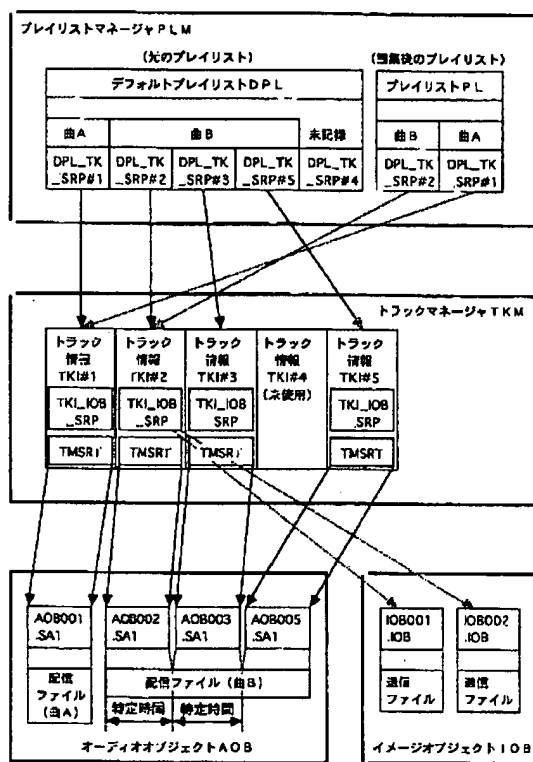 プレイリストマネージャPLM
(元のプレイリスト)
(編集後のプレイリスト)
デフォルトプレイリストDPL
プレイリストPL
曲A
曲B
未記録
曲B
曲A
DPL_TK
_SRP#1
DPL_TK
_SRP#2
DPL_TK
_SRP#3
DPL_TK
_SRP#5
DPL_TK
_SRP#4
DPL_TK
_SRP#2
DPL_TK
_SRP#1
トラックマネージャTKM
トラック
情報
TKI#1
トラック
情報
TKI#2
トラック
情報
TKI#3
トラック
情報
TKI#4
(未使用)
トラック
情報
TKI#5
TKI_IOB
_SRP
TKI_IOB
_SRP
TKI_IOB
_SRP
TKI_IOB
_SRP
TMSRT
TMSRT
TMSRT
TMSRT
AOB001
.SA1
AOB002
.SA1
AOB003
.SA1
AOB005
.SA1
IOB001
.IOB
IOB002
.IOB
配信
ファイル
(曲A)
配信ファイル(曲B)
特定時間
特定時間
ファイル
ファイル
オーディオオブジェクトAOB
イメージオブジェクトIOB